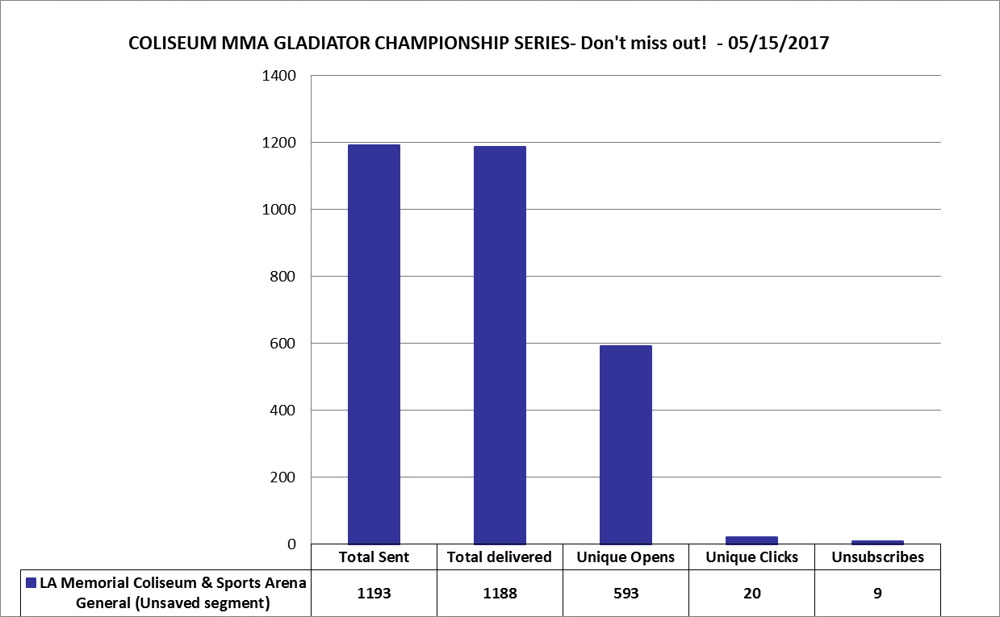 COLISEUM MMA GLADIATOR CHAMPIONSHIP SERIES- Don't miss out!  - 05/15/2017
1400
1200
1000
800
600
400
200
0
Total Sent Total delivered Unique Opens Unique Clicks Unsubscribes
LA Memorial Coliseum & Sports Arena
General (Unsaved segment)
1193 1188 593 20 9